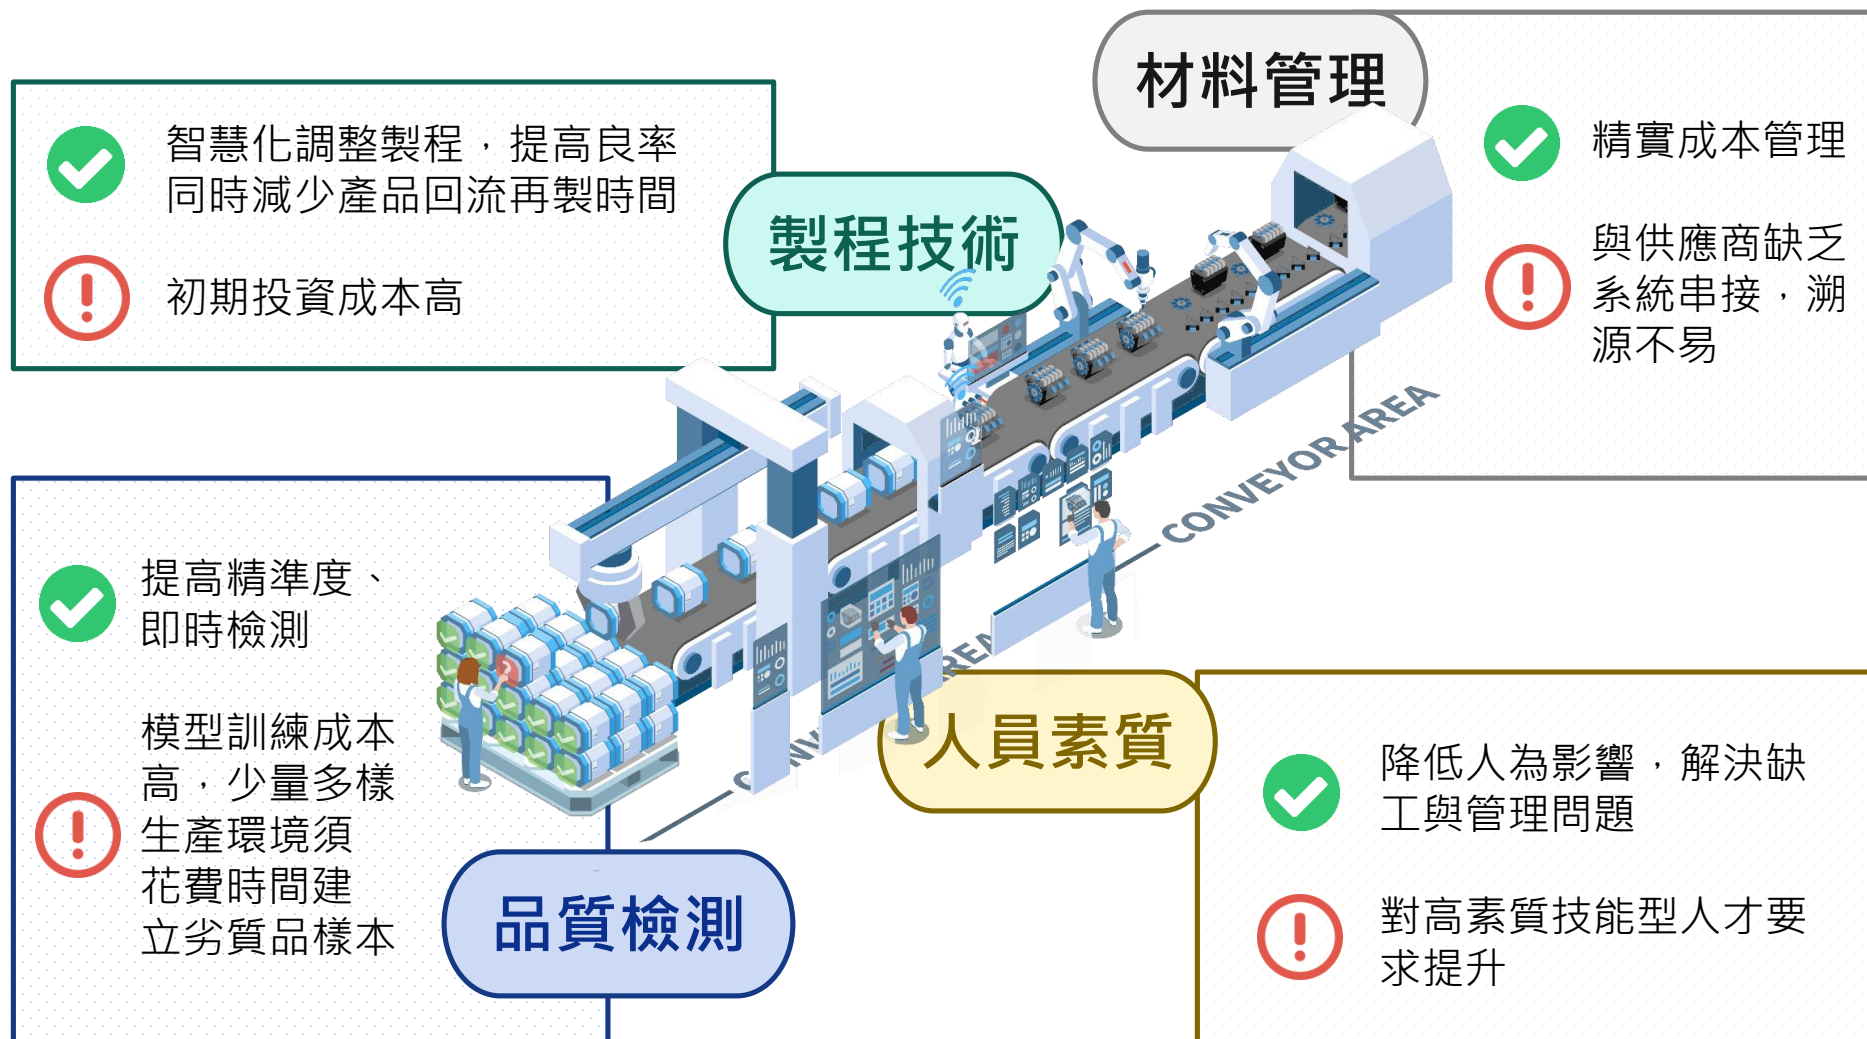 材料管理
精實成本管理
與供應商缺乏
系統串接，溯
源不易
製程技術
智慧化調整製程，提高良率
同時減少產品回流再製時間
初期投資成本高
CONVEYOR AREA
品質檢測
提高精準度、
即時檢測
模型訓練成本
高，少量多樣
生產環境須
花費時間建
立劣質品樣本
人員素質
降低人為影響，解決缺
工與管理問題
對高素質技能型人才要
求提升